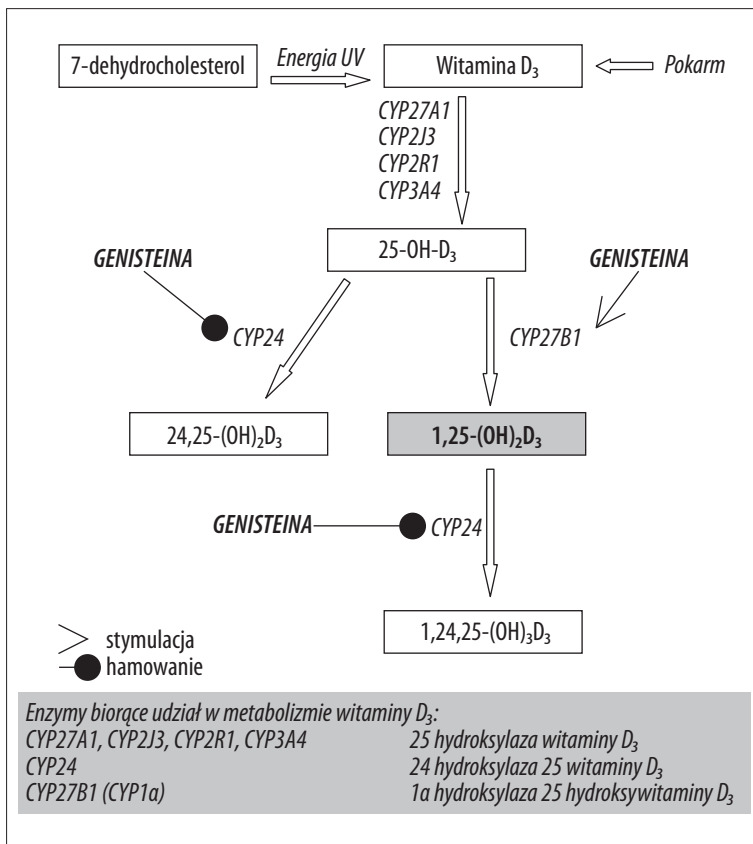 7-dehydrocholesterol
Energia UV
Witamina D₃
Pokarm
CYP27A1
CYP2J3
CYP2R1
CYP3A4
25-OH-D₃
GENISTEINA
GENISTEINA
CYP24
CYP27B1
24,25-(OH)₂D₃
1,25-(OH)₂D₃
GENISTEINA
CYP24
1,24,25-(OH)₃D₃
stymulacja
hamowanie
Enzymy biorące udział w metabolizmie witaminy D₃:
CYP27A1, CYP2J3, CYP2R1, CYP3A4 25 hydroksylaza witaminy D₃
CYP24 24 hydroksylaza 25 witaminy D₃
CYP27B1 (CYP1a) 1a hydroksylaza 25 hydroksywitaminy D₃